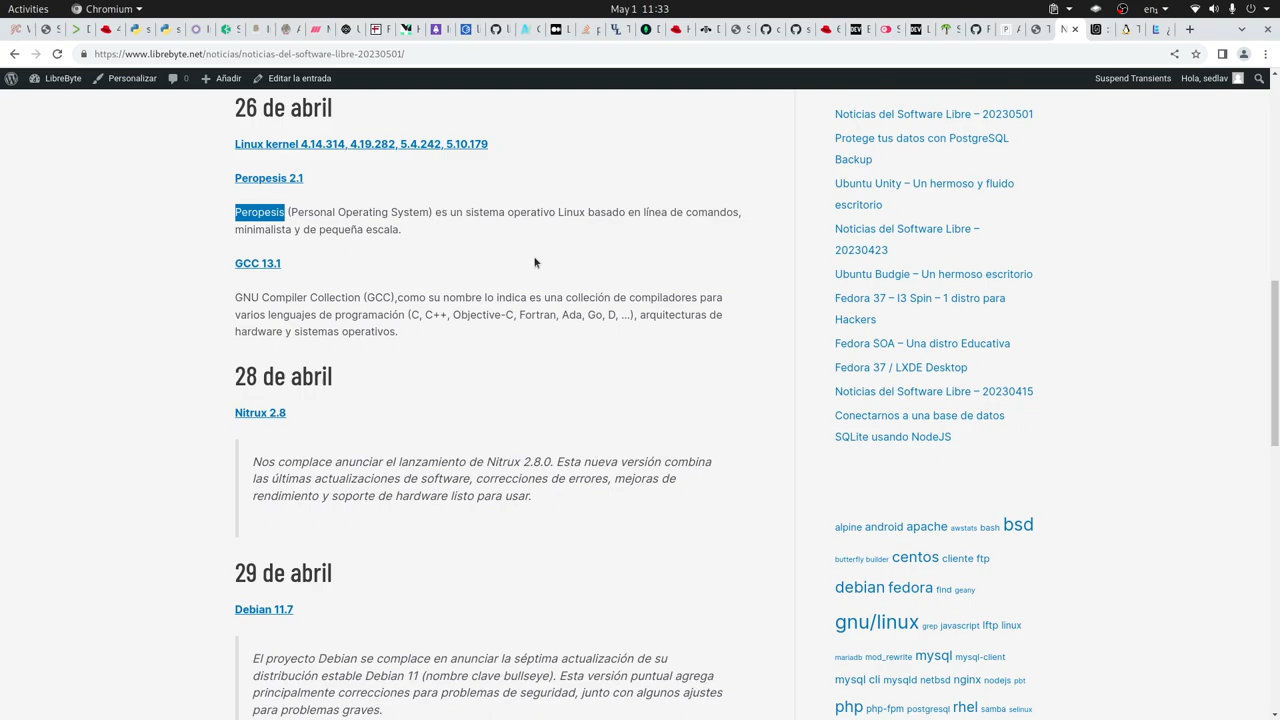 Activities
Chromium
May 1 11:33
https://www.librebyte.net/noticias/noticias-del-software-libre-20230501/
LibreByte
Personalizar
0
Añadir
Editar la entrada
Suspend Transients
Hola, sedlav
26 de abril
Linux kernel 4.14.314, 4.19.282, 5.4.242, 5.10.179
Peropesis 2.1
Peropesis (Personal Operating System) es un sistema operativo Linux basado en línea de comandos,
minimalista y de pequeña escala.
GCC 13.1
GNU Compiler Collection (GCC),como su nombre lo indica es una colleción de compiladores para
varios lenguajes de programación (C, C++, Objective-C, Fortran, Ada, Go, D, ...), arquitecturas de
hardware y sistemas operativos.
28 de abril
Nitrux 2.8
Nos complace anunciar el lanzamiento de Nitrux 2.8.0. Esta nueva versión combina
las últimas actualizaciones de software, correcciones de errores, mejoras de
rendimiento y soporte de hardware listo para usar.
29 de abril
Debian 11.7
El proyecto Debian se complace en anunciar la séptima actualización de su
distribución estable Debian 11 (nombre clave bullseye). Esta versión puntual agrega
principalmente correcciones para problemas de seguridad, junto con algunos ajustes
para problemas graves.
Noticias del Software Libre – 20230501
Protege tus datos con PostgreSQL
Backup
Ubuntu Unity – Un hermoso y fluido
escritorio
Noticias del Software Libre –
20230423
Ubuntu Budgie – Un hermoso escritorio
Fedora 37 – I3 Spin – 1 distro para
Hackers
Fedora SOA – Una distro Educativa
Fedora 37 / LXDE Desktop
Noticias del Software Libre – 20230415
Conectarnos a una base de datos
SQLite usando NodeJS
alpine android apache awstats bash bsd
butterfly builder centos cliente ftp
debian fedora find geany
gnu/linux grep javascript lftp linux
mariadb mod_rewrite mysql mysql-client
mysql cli mysqld netbsd nginx nodejs pbt
php php-fpm postgresql rhel samba selinux